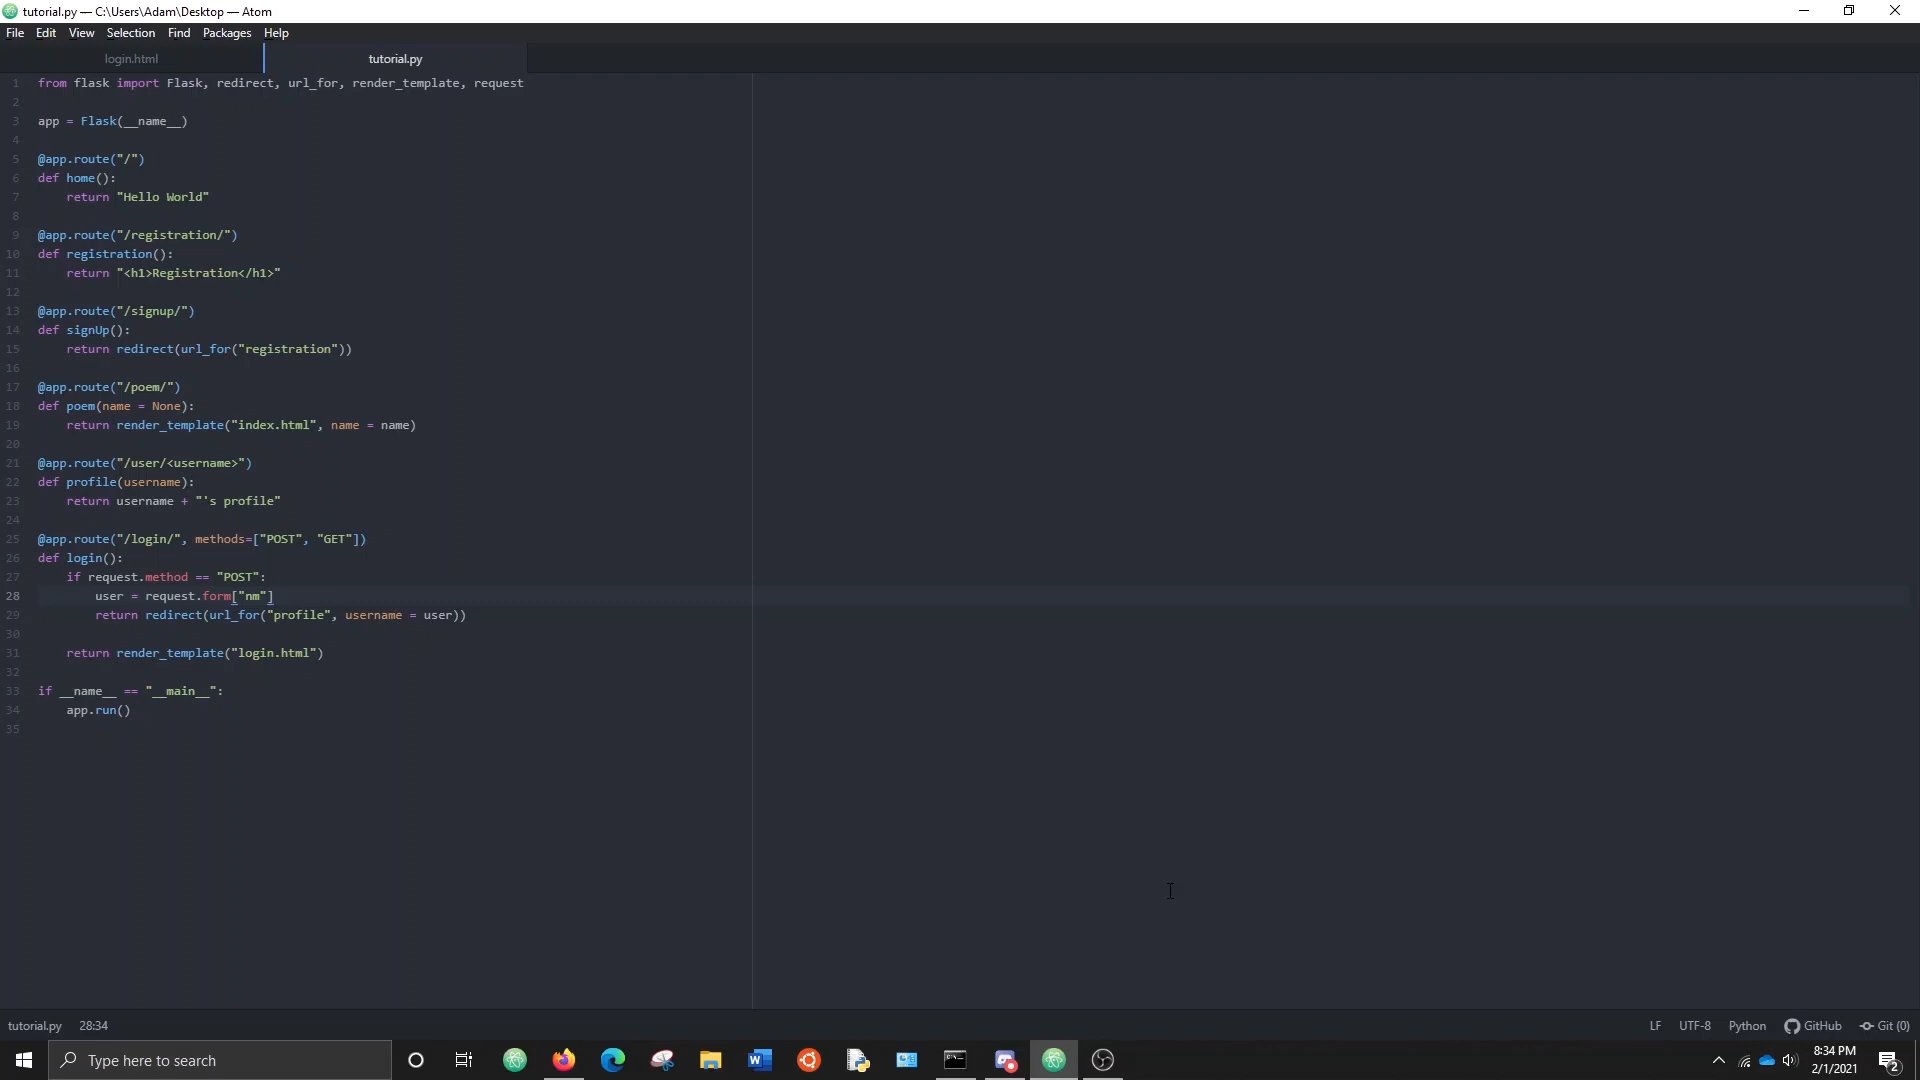 tutorial.py — C:\Users\Adam\Desktop — Atom
File Edit View Selection Find Packages Help
login.html tutorial.py
1 from flask import Flask, redirect, url_for, render_template, request
2
3 app = Flask(__name__)
4
5 @app.route("/")
6 def home():
7     return "Hello World"
8
9 @app.route("/registration/")
10 def registration():
11     return "<h1>Registration</h1>"
12
13 @app.route("/signup/")
14 def signUp():
15     return redirect(url_for("registration"))
16
17 @app.route("/poem/")
18 def poem(name = None):
19     return render_template("index.html", name = name)
20
21 @app.route("/user/<username>")
22 def profile(username):
23     return username + "'s profile"
24
25 @app.route("/login/", methods=["POST", "GET"])
26 def login():
27     if request.method == "POST":
28         user = request.form["nm"]
29         return redirect(url_for("profile", username = user))
30
31     return render_template("login.html")
32
33 if __name__ == "__main__":
34     app.run()
35
tutorial.py 28:34 LF UTF-8 Python GitHub Git (0)
Type here to search
8:34 PM
2/1/2021
2